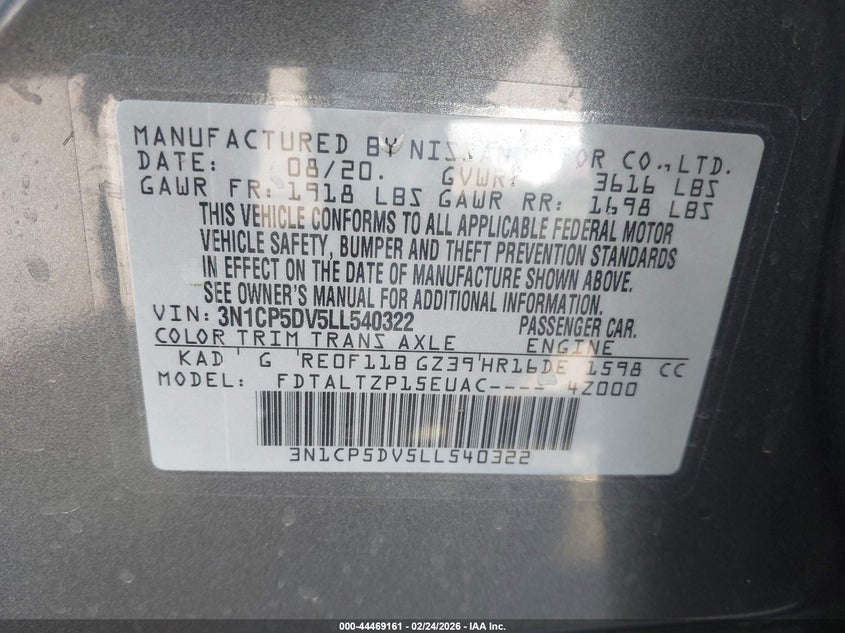 MANUFACTURED BY NISSAN MOTOR CO., LTD.
DATE: 08/20. GVWR: 3616 LBS
GAWR FR: 1918 LBS GAWR RR: 1698 LBS
THIS VEHICLE CONFORMS TO ALL APPLICABLE FEDERAL MOTOR
VEHICLE SAFETY, BUMPER AND THEFT PREVENTION STANDARDS
IN EFFECT ON THE DATE OF MANUFACTURE SHOWN ABOVE.
SEE OWNER'S MANUAL FOR ADDITIONAL INFORMATION.
VIN: 3N1CP5DV5LL540322 PASSENGER CAR.
COLOR TRIM TRANS AXLE ENGINE
KAD G RE0F11B GZ39 HR16DE 1598 CC
MODEL: FDTALTZP15EUAC---- 4Z000
3N1CP5DV5LL540322
000-44469161 | 02/24/2026 | IAA Inc.